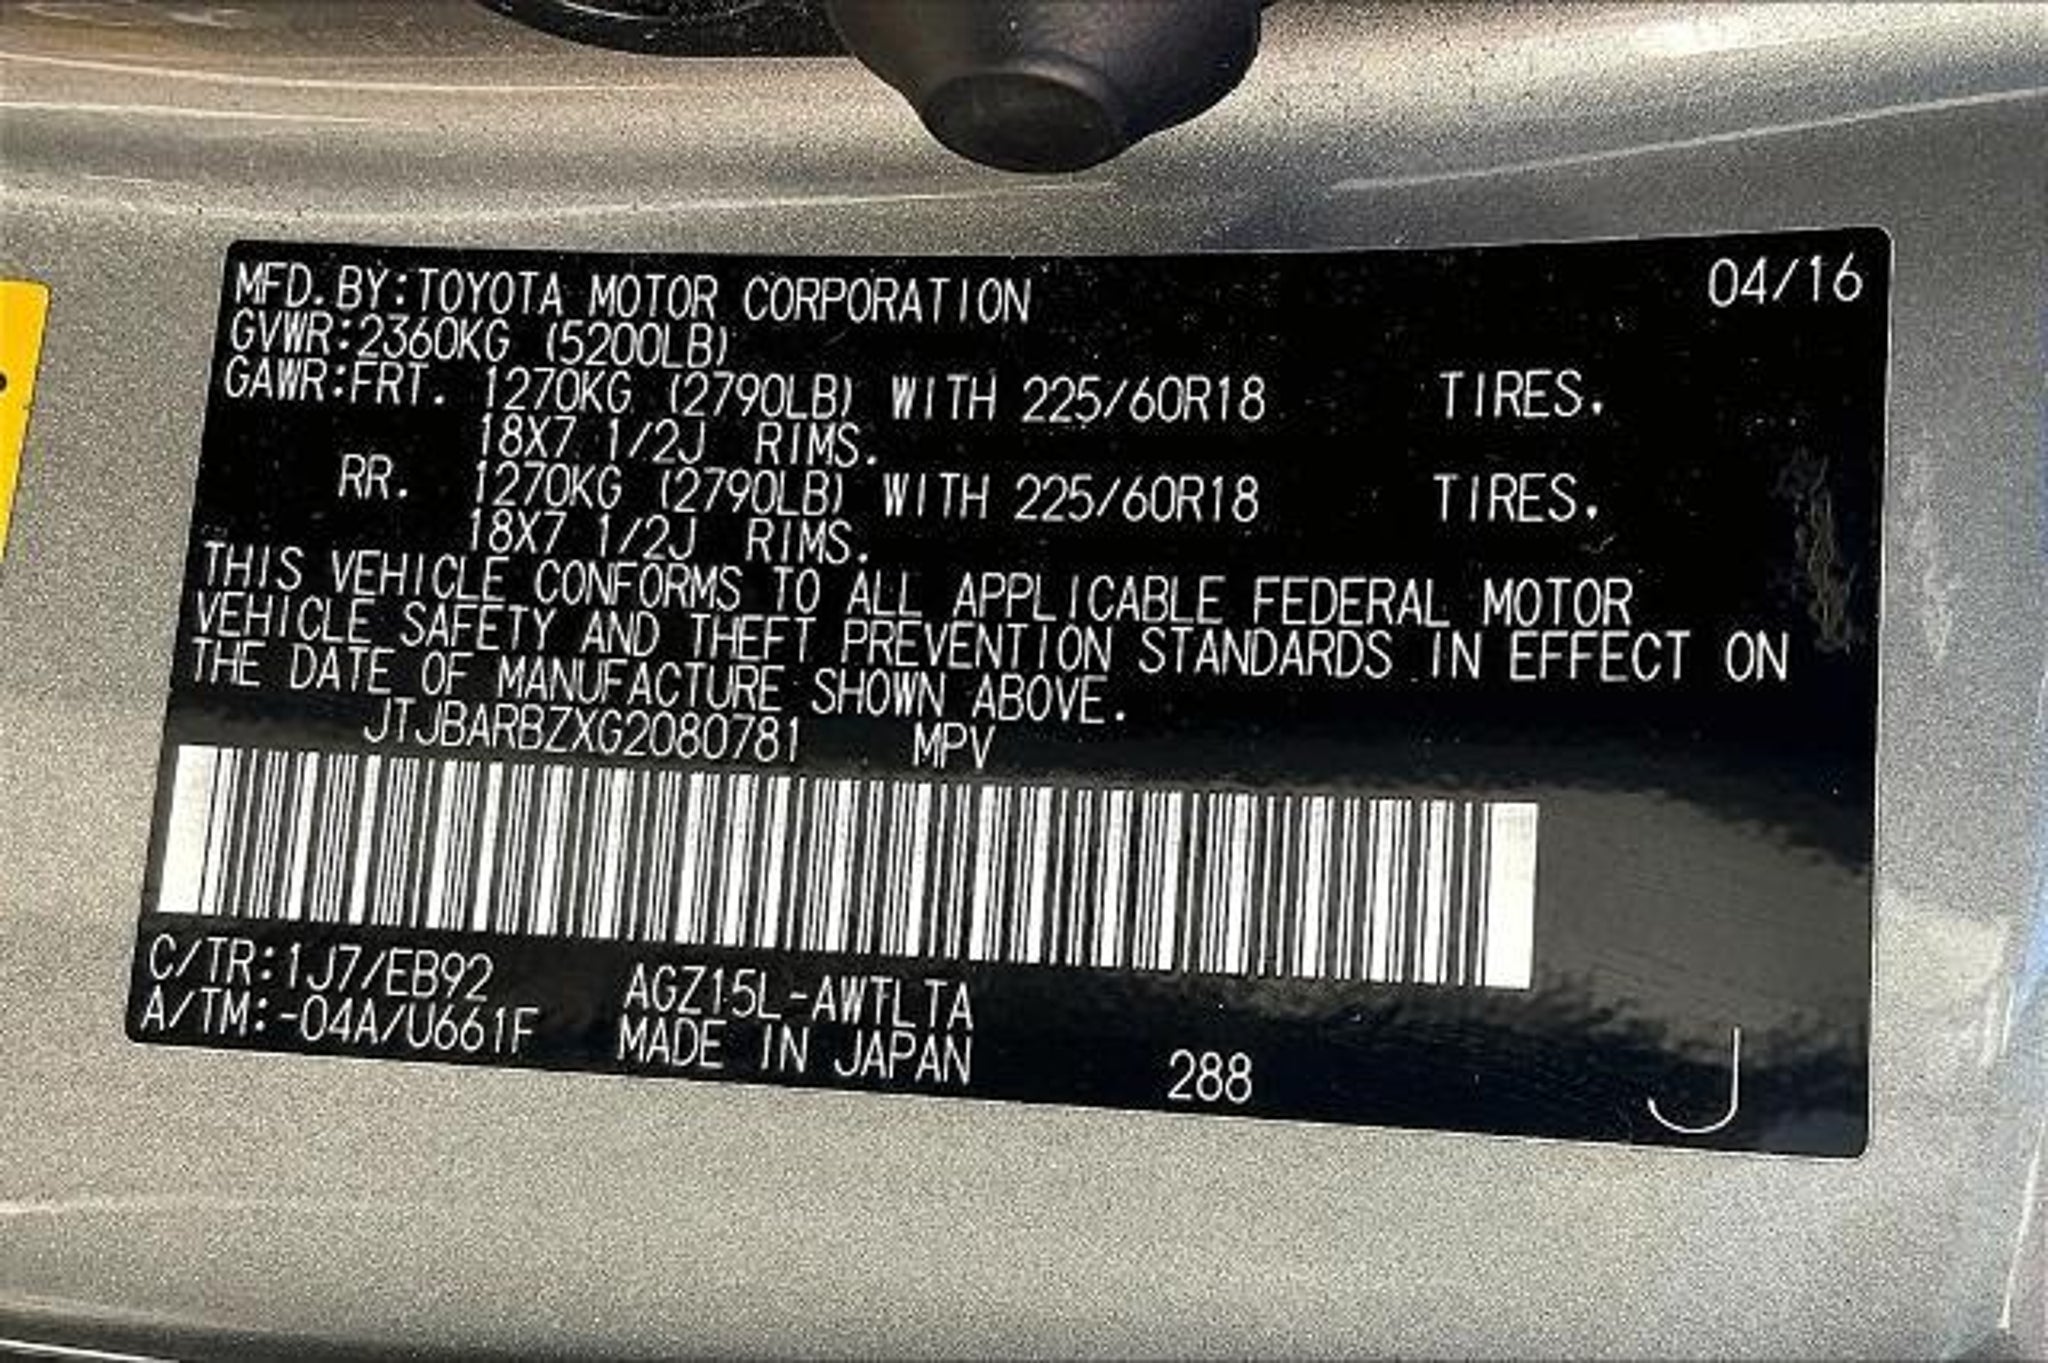 MFD.BY:TOYOTA MOTOR CORPORATION 04/16
GVWR:2360KG (5200LB)
GAWR:FRT. 1270KG (2790LB) WITH 225/60R18 TIRES.
18X7 1/2J RIMS.
RR. 1270KG (2790LB) WITH 225/60R18 TIRES.
18X7 1/2J RIMS.
THIS VEHICLE CONFORMS TO ALL APPLICABLE FEDERAL MOTOR
VEHICLE SAFETY AND THEFT PREVENTION STANDARDS IN EFFECT ON
THE DATE OF MANUFACTURE SHOWN ABOVE.
JTJBARBZXG2080781 MPV
C/TR:1J7/EB92 AGZ15L-AWTLTA
A/TM:-04A/U661F MADE IN JAPAN 288 J